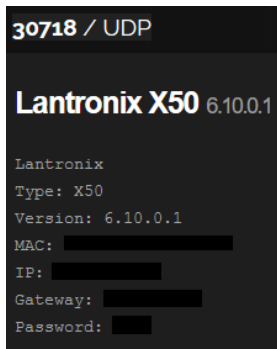 30718 / UDP
Lantronix X50 6.10.0.1
Lantronix
Type: X50
Version: 6.10.0.1
MAC:
IP:
Gateway:
Password: